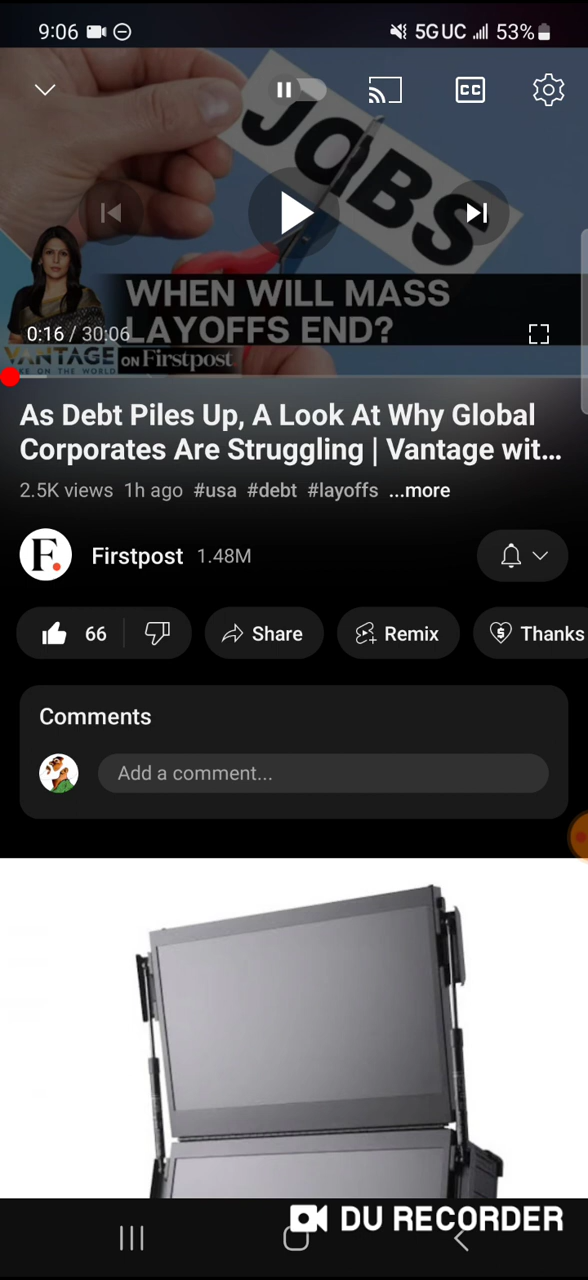 9:06
5GUC 53%
CC
JOBS
WHEN WILL MASS
LAYOFFS END?
0:16 / 30:06
VANTAGE ON Firstpost
As Debt Piles Up, A Look At Why Global
Corporates Are Struggling | Vantage wit...
2.5K views 1h ago #usa #debt #layoffs ...more
F.
Firstpost 1.48M
66 Share Remix Thanks
Comments
Add a comment...
DU RECORDER